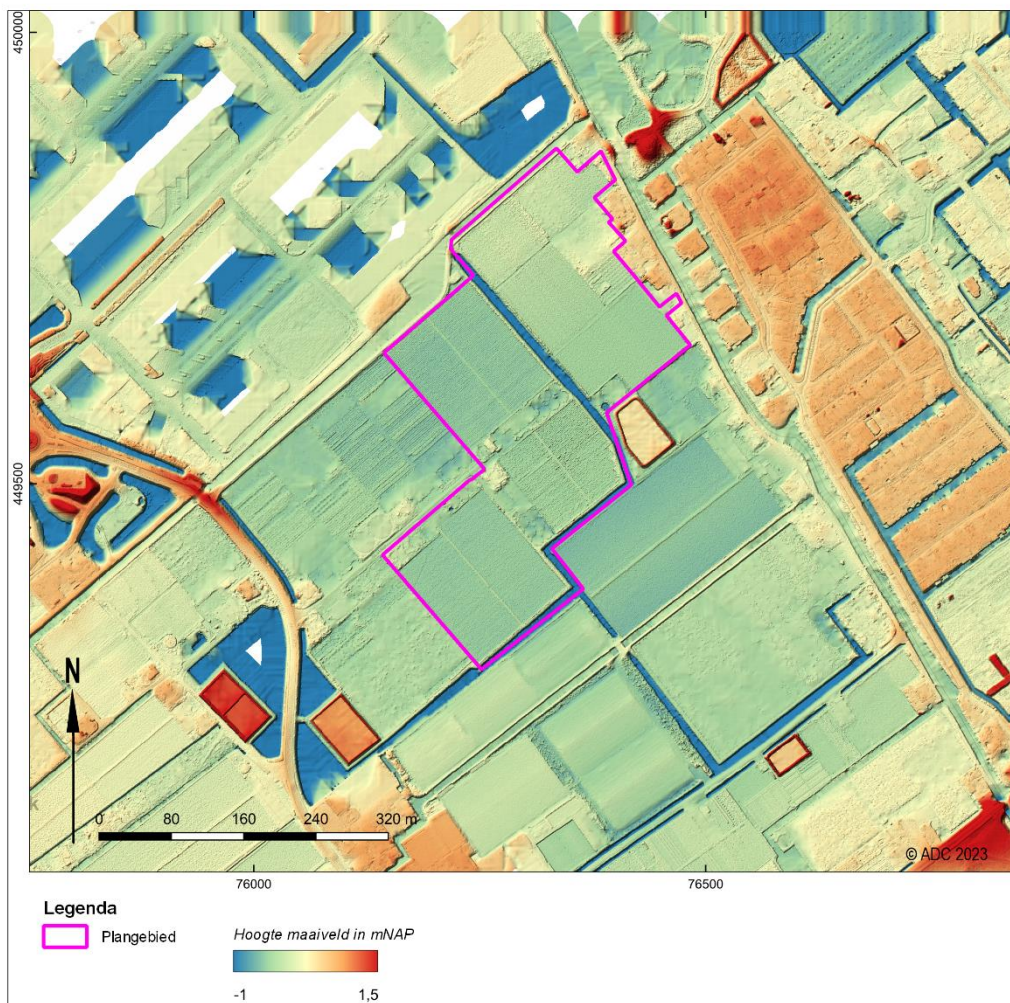 450000
449500
N
0 80 160 240 320 m
© ADC 2023
76000 76500
Legenda
Plangebied
Hoogte maaiveld in mNAP
-1 1,5